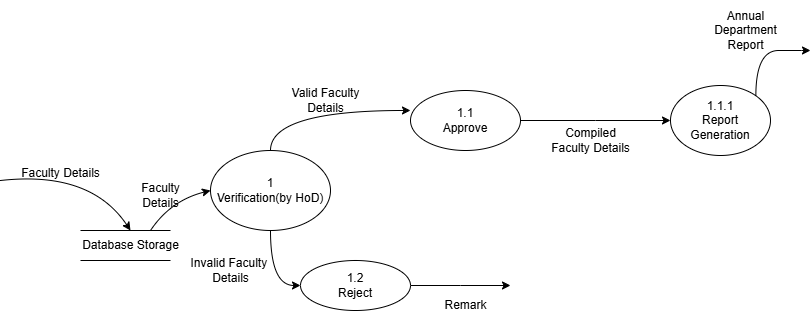 Annual
Department
Report
Valid Faculty
Details
1.1
Approve
1.1.1
Report
Generation
Compiled
Faculty Details
Faculty Details
Faculty
Details
1
Verification(by HoD)
Database Storage
Invalid Faculty
Details
1.2
Reject
Remark